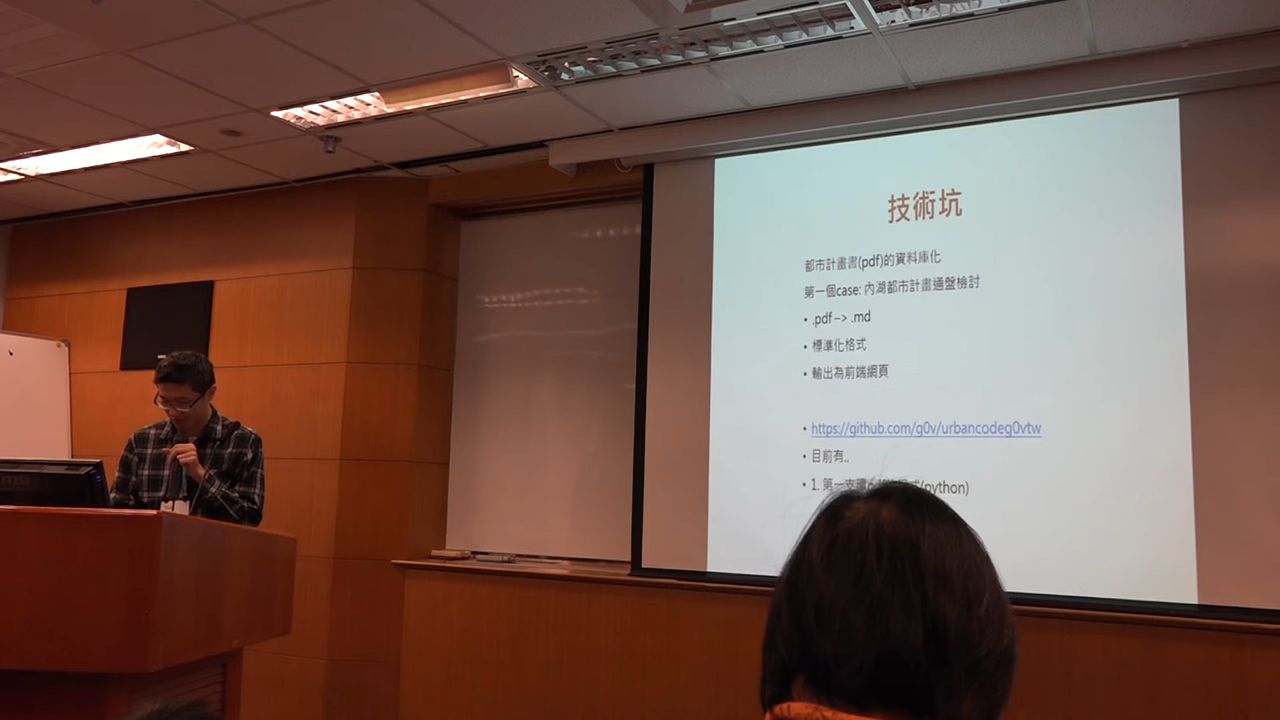 技術坑
都市計畫書(pdf)的資料庫化
第一個case: 內湖都市計畫通盤檢討
• .pdf –> .md
• 標準化格式
• 輸出為前端網頁
• https://github.com/g0v/urbancodeg0vtw
• 目前有..
• 1. 第一支 (python)
msi